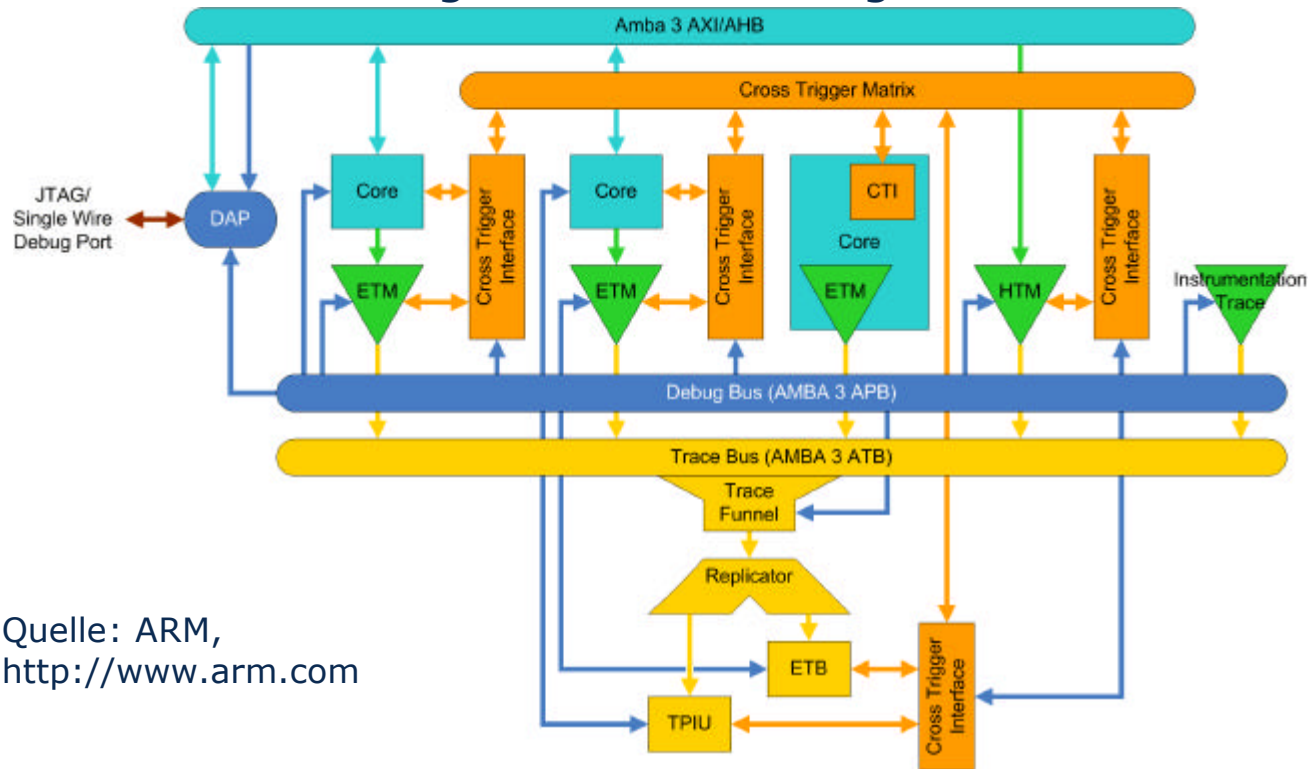 Amba 3 AXI/AHB
Cross Trigger Matrix
JTAG/
Single Wire
Debug Port
DAP
Core
Cross Trigger
Interface
Core
Cross Trigger
Interface
CTI
Core
Cross Trigger
Interface
ETM
ETM
ETM
HTM
Instrumentation
Trace
Debug Bus (AMBA 3 APB)
Trace Bus (AMBA 3 ATB)
Trace
Funnel
Replicator
Quelle: ARM,
http://www.arm.com
ETB
TPIU
Cross Trigger
Interface